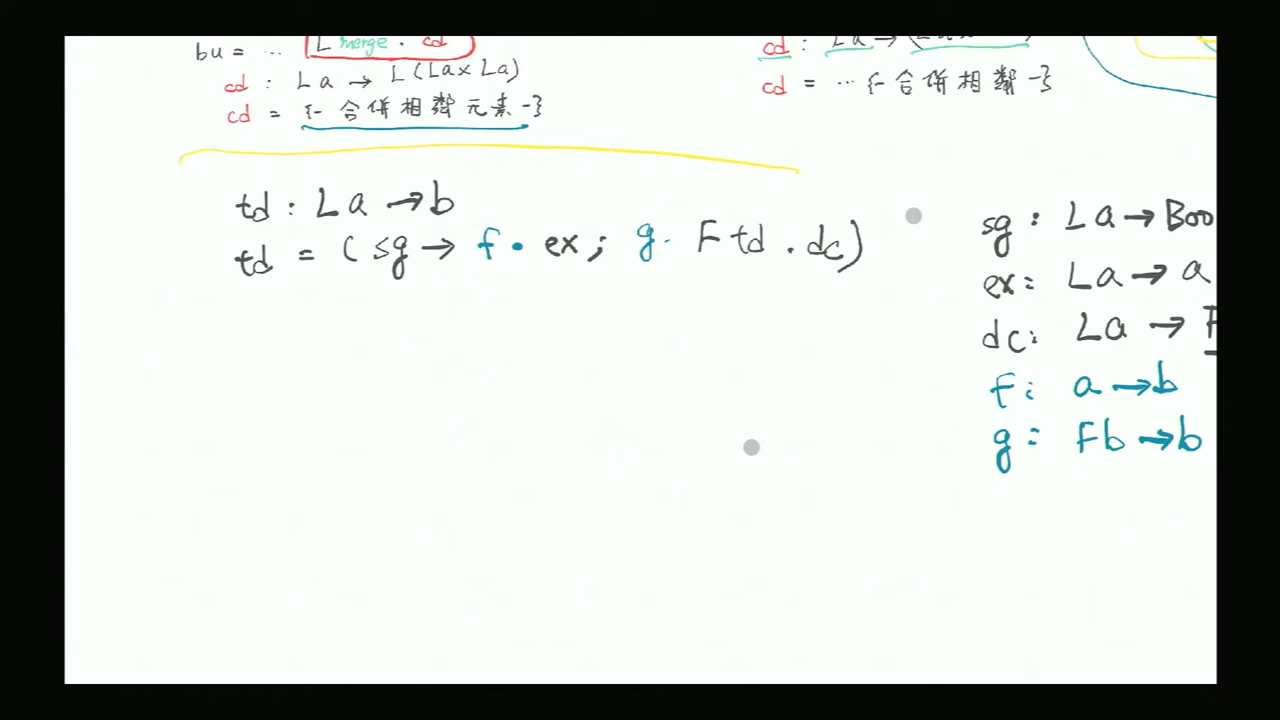 bu = ... L merge . cd
cd : La → L (La × La)
cd = {- 合併相鄰元素 -}
cd : La →
cd = ... {- 合併相鄰 -}
td : La → b
td = ( sg → f . ex ; g . F td . dc )
sg : La → Boo
ex : La → a
dc : La →
f : a → b
g : Fb → b